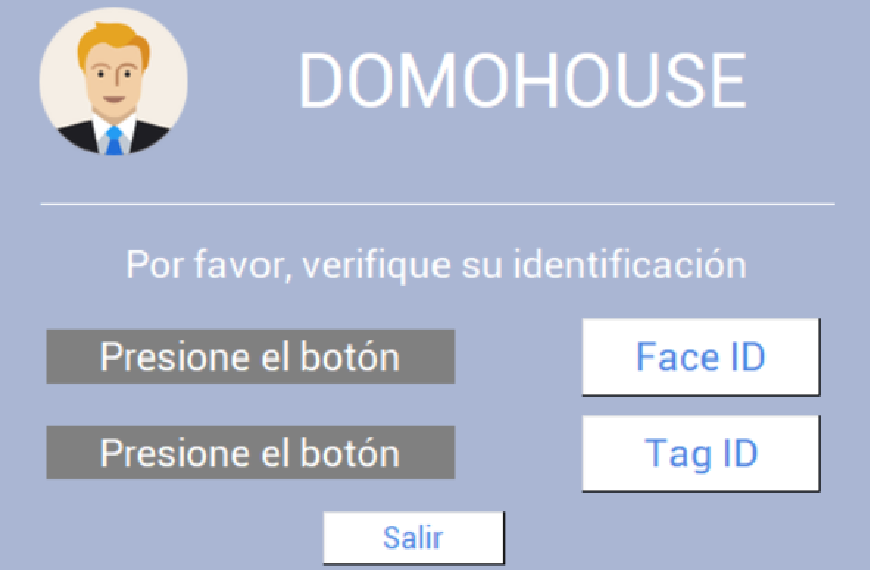 DOMOHOUSE
Por favor, verifique su identificación
Presione el botón
Face ID
Presione el botón
Tag ID
Salir